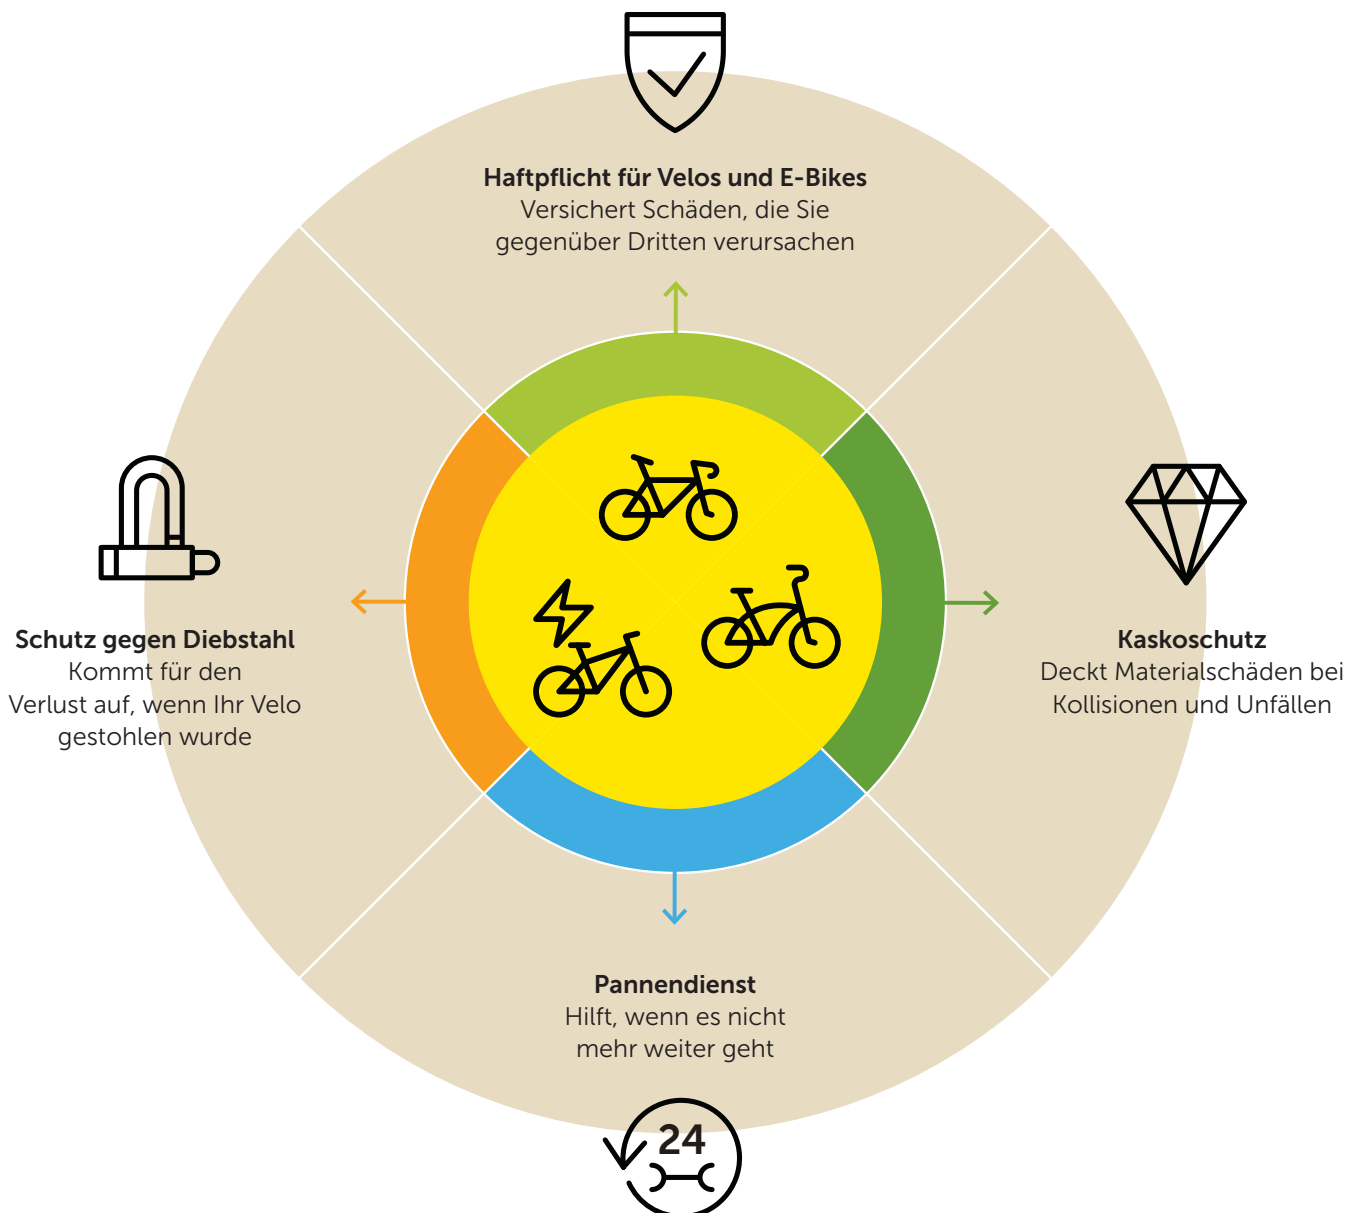 Haftpflicht für Velos und E-Bikes
Versichert Schäden, die Sie
gegenüber Dritten verursachen
Schutz gegen Diebstahl
Kommt für den
Verlust auf, wenn Ihr Velo
gestohlen wurde
Kaskoschutz
Deckt Materialschäden bei
Kollisionen und Unfällen
Pannendienst
Hilft, wenn es nicht
mehr weiter geht
24